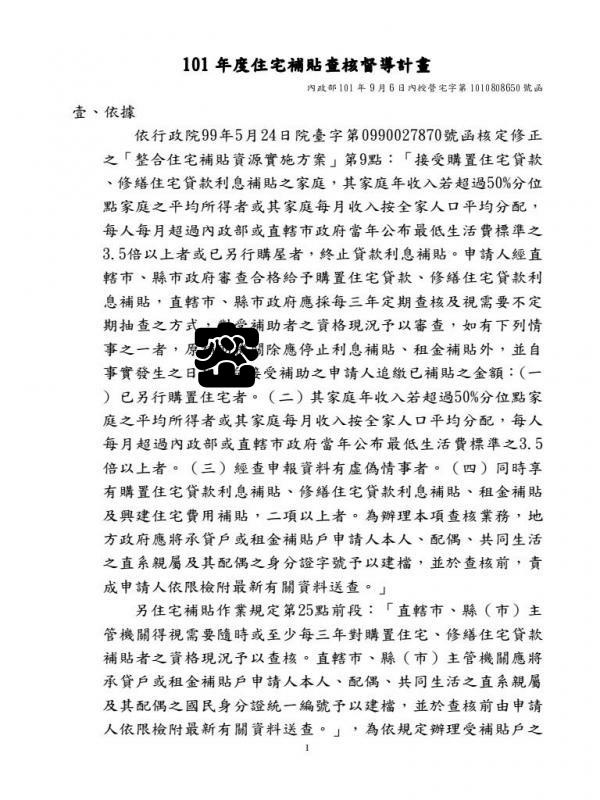 101 年度住宅補貼查核督導計畫
內政部 101 年 9 月 6 日內授營宅字第 1010808650 號函
壹、依據
依行政院99年5月24日院臺字第0990027870號函核定修正
之「整合住宅補貼資源實施方案」第9點：「接受購置住宅貸款
、修繕住宅貸款利息補貼之家庭，其家庭年收入若超過50%分位
點家庭之平均所得者或其家庭每月收入按全家人口平均分配，
每人每月超過內政部或直轄市政府當年公布最低生活費標準之
3.5倍以上者或已另行購屋者，終止貸款利息補貼。申請人經直
轄市、縣市政府審查合格給予購置住宅貸款、修繕住宅貸款利
息補貼，直轄市、縣市政府應採每三年定期查核及視需要不定
期抽查之方式，對受補助者之資格現況予以審查，如有下列情
事之一者，原 關除應停止利息補貼、租金補貼外，並自
事實發生之日 接受補助之申請人追繳已補貼之金額：(一
）已另行購置住宅者。(二）其家庭年收入若超過50%分位點家
庭之平均所得者或其家庭每月收入按全家人口平均分配，每人
每月超過內政部或直轄市政府當年公布最低生活費標準之3.5
倍以上者。(三）經查申報資料有虛偽情事者。(四）同時享
有購置住宅貸款利息補貼、修繕住宅貸款利息補貼、租金補貼
及興建住宅費用補貼，二項以上者。為辦理本項查核業務，地
方政府應將承貸戶或租金補貼戶申請人本人、配偶、共同生活
之直系親屬及其配偶之身分證字號予以建檔，並於查核前，責
成申請人依限檢附最新有關資料送查。」
另住宅補貼作業規定第25點前段：「直轄市、縣（市）主
管機關得視需要隨時或至少每三年對購置住宅、修繕住宅貸款
補貼者之資格現況予以查核。直轄市、縣（市）主管機關應將
承貸戶或租金補貼戶申請人本人、配偶、共同生活之直系親屬
及其配偶之國民身分證統一編號予以建檔，並於查核前由申請
人依限檢附最新有關資料送查。」，為依規定辦理受補貼戶之
1